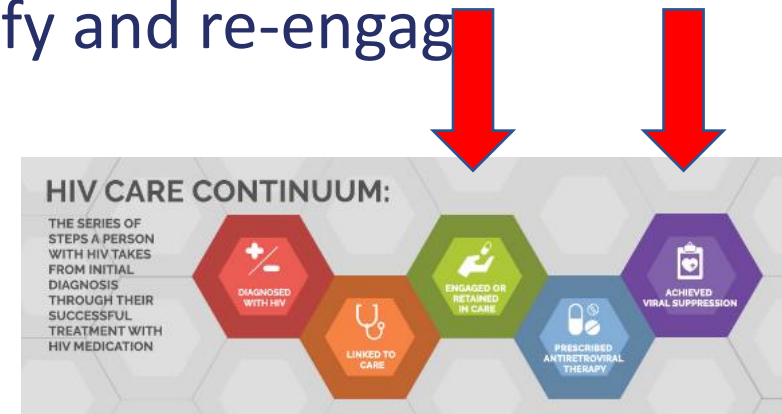 fy and re-engag
HIV CARE CONTINUUM:
THE SERIES OF
STEPS A PERSON
WITH HIV TAKES
FROM INITIAL
DIAGNOSIS
THROUGH THEIR
SUCCESSFUL
TREATMENT WITH
HIV MEDICATION
DIAGNOSED
WITH HIV
LINKED TO
CARE
ENGAGED OR
RETAINED
IN CARE
PRESCRIBED
ANTIRETROVIRAL
THERAPY
ACHIEVED
VIRAL SUPPRESSION